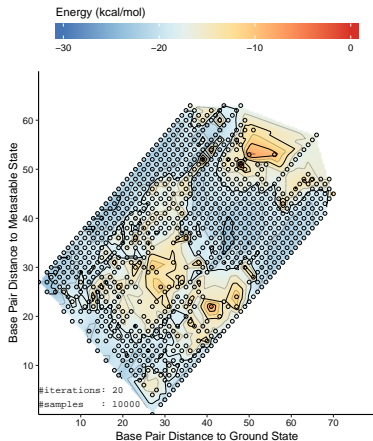 Energy (kcal/mol)
−30 −20 −10 0
Base Pair Distance to Metastable State
60
50
40
30
20
10
#iterations: 20
#samples : 10000
10 20 30 40 50 60 70
Base Pair Distance to Ground State